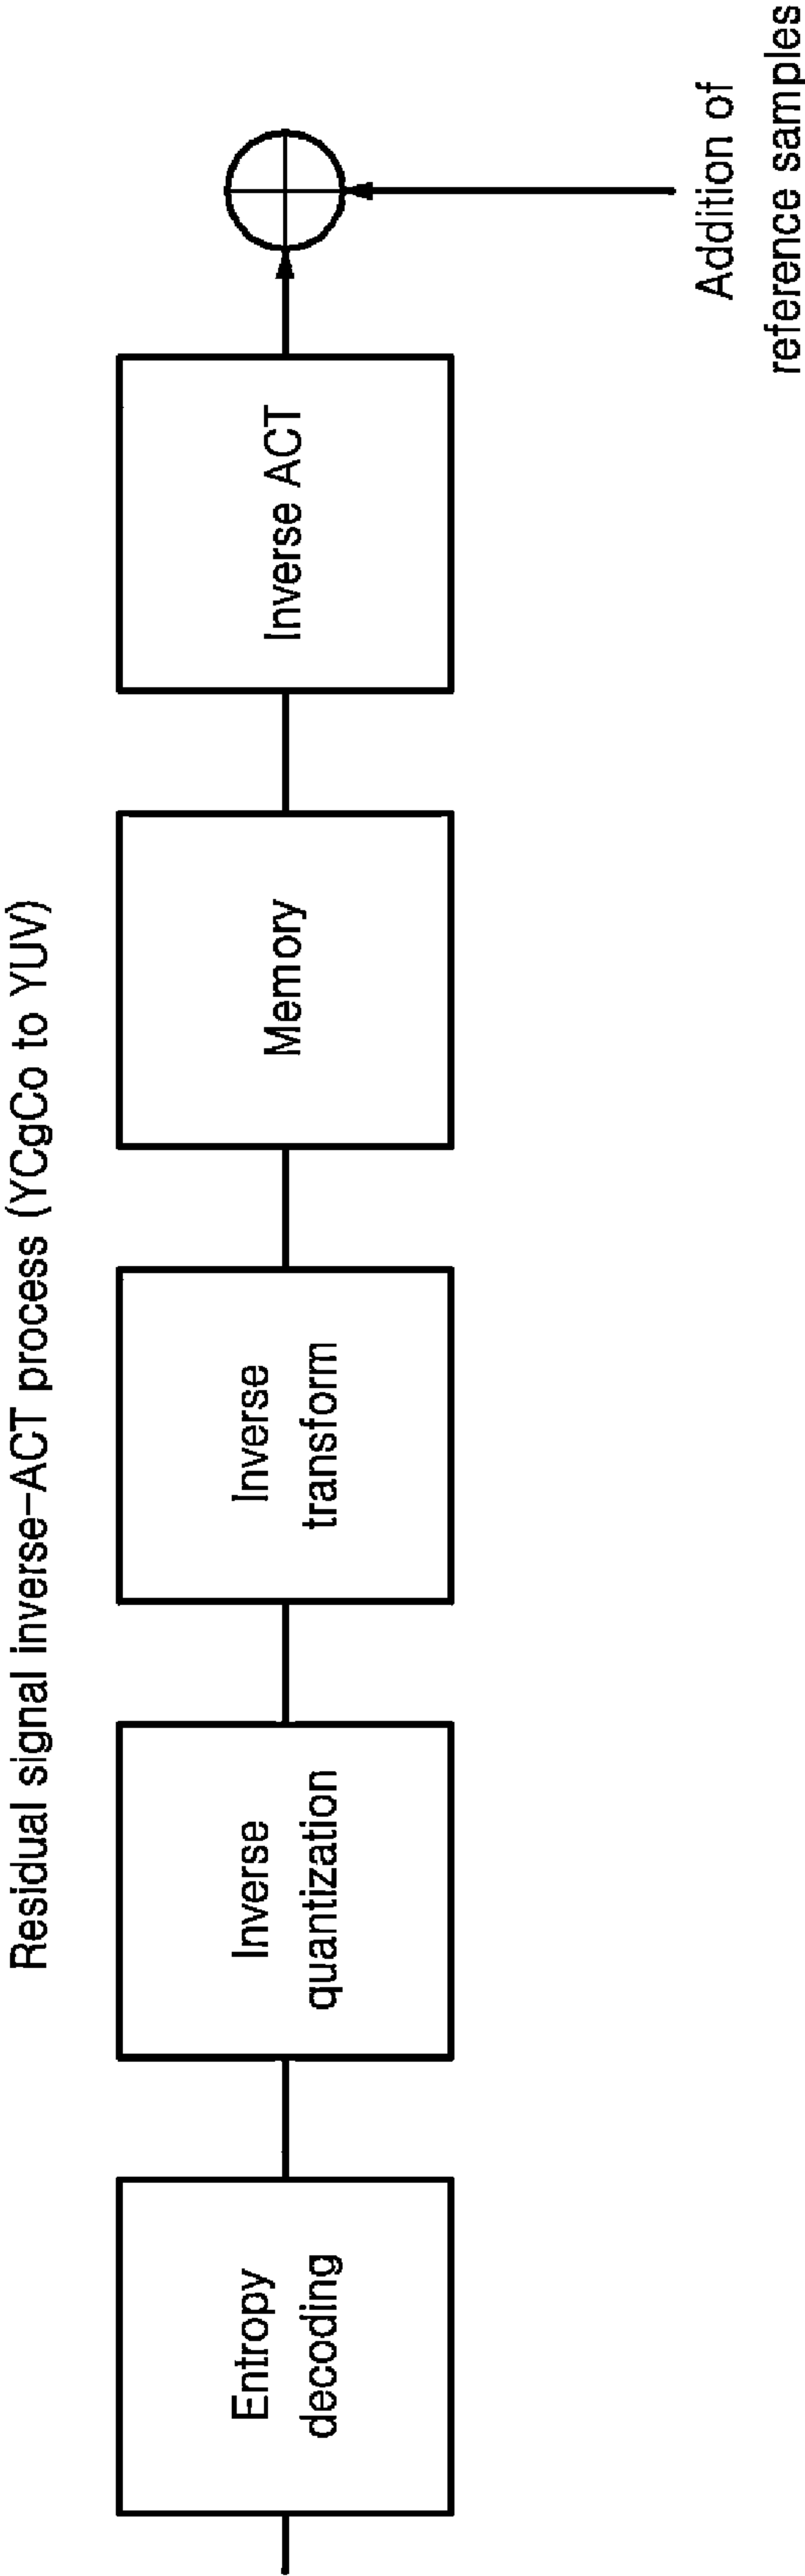 Residual signal inverse-ACT process (YCgCo to YUV)
Entropy
decoding
Inverse
quantization
Inverse
transform
Memory
Inverse ACT
Addition of
reference samples